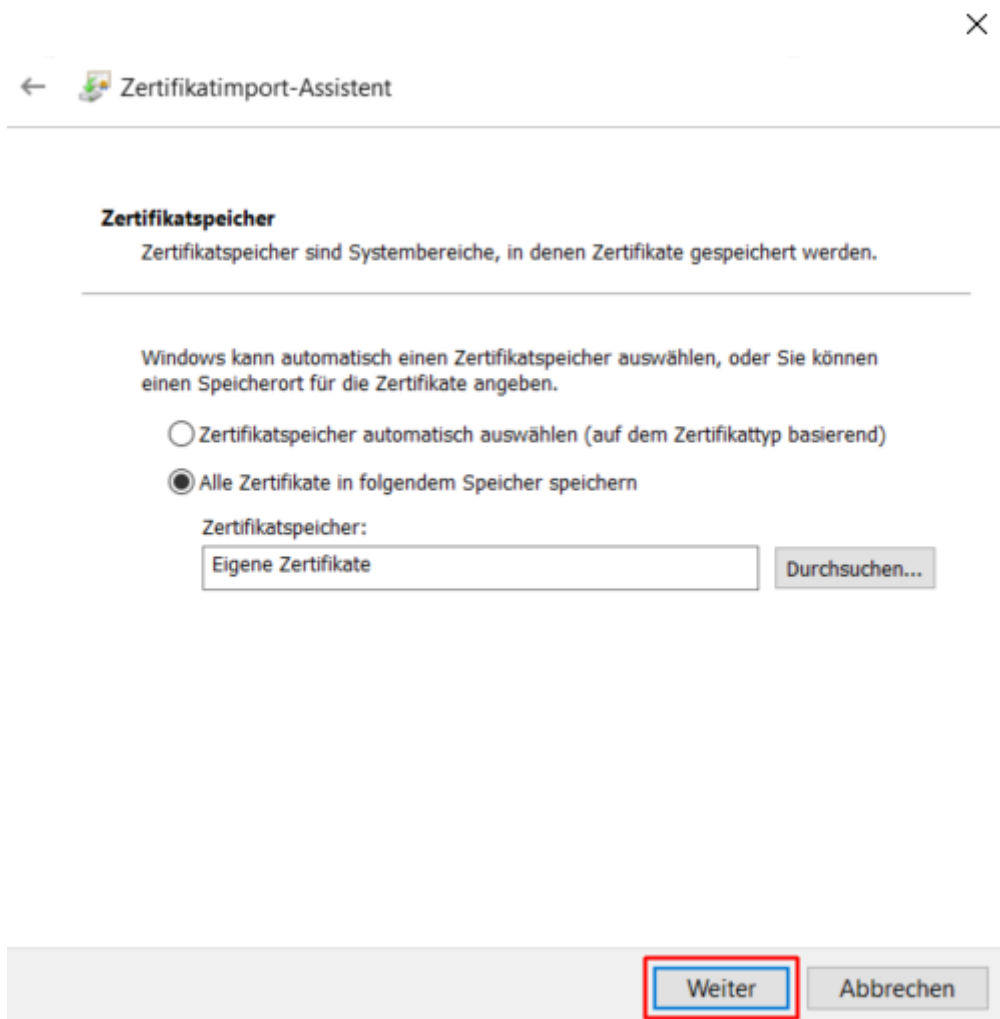 Zertifikatimport-Assistent
Zertifikatspeicher
Zertifikatspeicher sind Systembereiche, in denen Zertifikate gespeichert werden.
Windows kann automatisch einen Zertifikatspeicher auswählen, oder Sie können
einen Speicherort für die Zertifikate angeben.
Zertifikatspeicher automatisch auswählen (auf dem Zertifikattyp basierend)
Alle Zertifikate in folgendem Speicher speichern
Zertifikatspeicher:
Eigene Zertifikate
Durchsuchen...
Weiter
Abbrechen